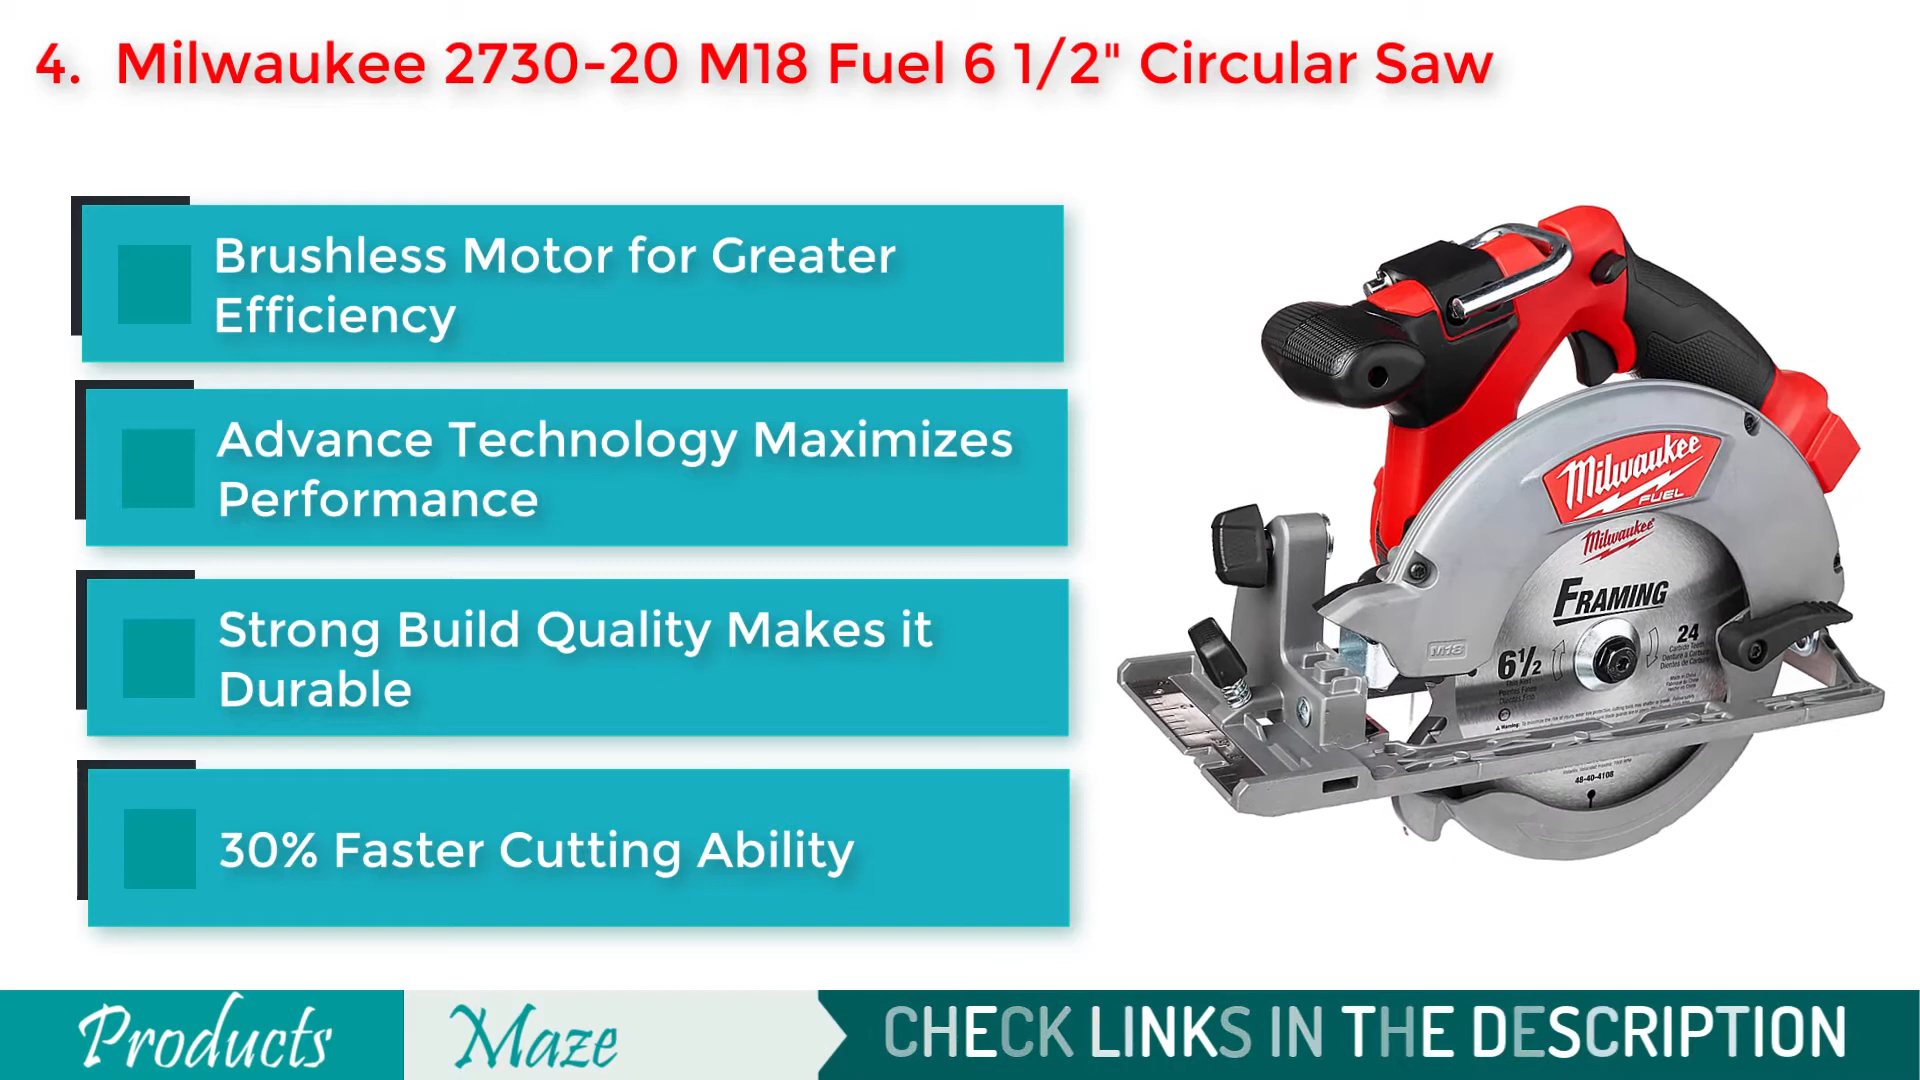 4. Milwaukee 2730-20 M18 Fuel 6 1/2" Circular Saw
Brushless Motor for Greater
Efficiency
Advance Technology Maximizes
Performance
Strong Build Quality Makes it
Durable
30% Faster Cutting Ability
Milwaukee
FUEL
Milwaukee
FRAMING
6 1/2
24
M18
48-40-4108
Products Maze
CHECK LINKS IN THE DESCRIPTION